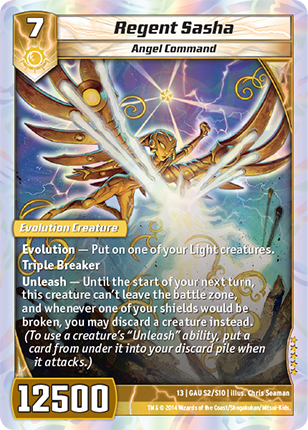 7
Regent Sasha
Angel Command
Evolution Creature
Evolution — Put on one of your Light creatures.
Triple Breaker
Unleash — Until the start of your next turn,
this creature can't leave the battle zone,
and whenever one of your shields would
be broken, you may discard a creature instead.
(To use a creature's "Unleash" ability, put a
card from under it into your discard pile when
it attacks.)
12500
13 | GAU S2/S10 | illus. Chris Seaman
TM & © 2014 Wizards of the Coast/Shogakukan/Mitsui-Kids.